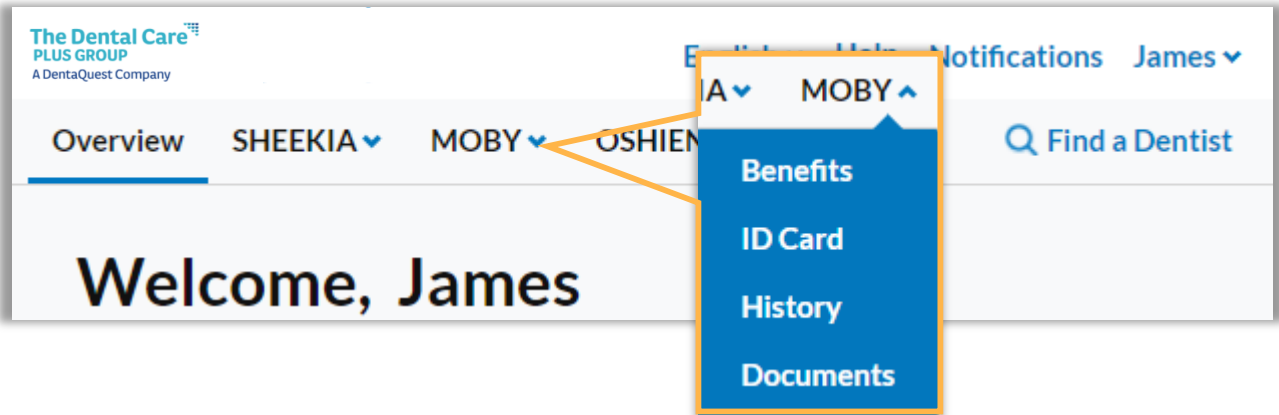 The Dental Care
PLUS GROUP
A DentaQuest Company
Notifications James
Overview SHEEKIA MOBY
Find a Dentist
Welcome, James
IA MOBY
Benefits
ID Card
History
Documents